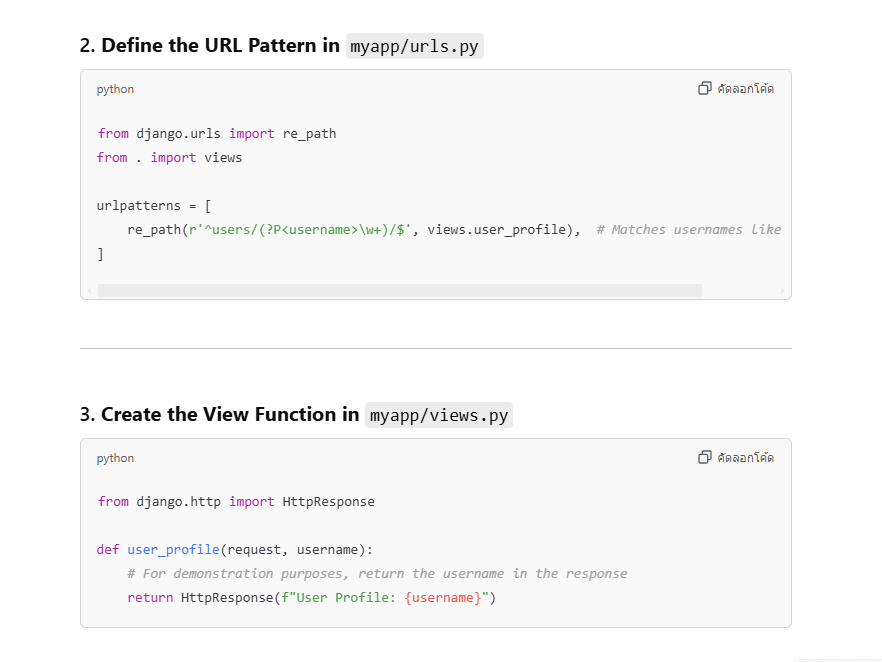 2. Define the URL Pattern in myapp/urls.py
python
คัดลอกโค้ด
from django.urls import re_path
from . import views
urlpatterns = [
    re_path(r'^users/(?P<username>\w+)/$', views.user_profile),  # Matches usernames like
]
3. Create the View Function in myapp/views.py
python
คัดลอกโค้ด
from django.http import HttpResponse
def user_profile(request, username):
    # For demonstration purposes, return the username in the response
    return HttpResponse(f"User Profile: {username}")